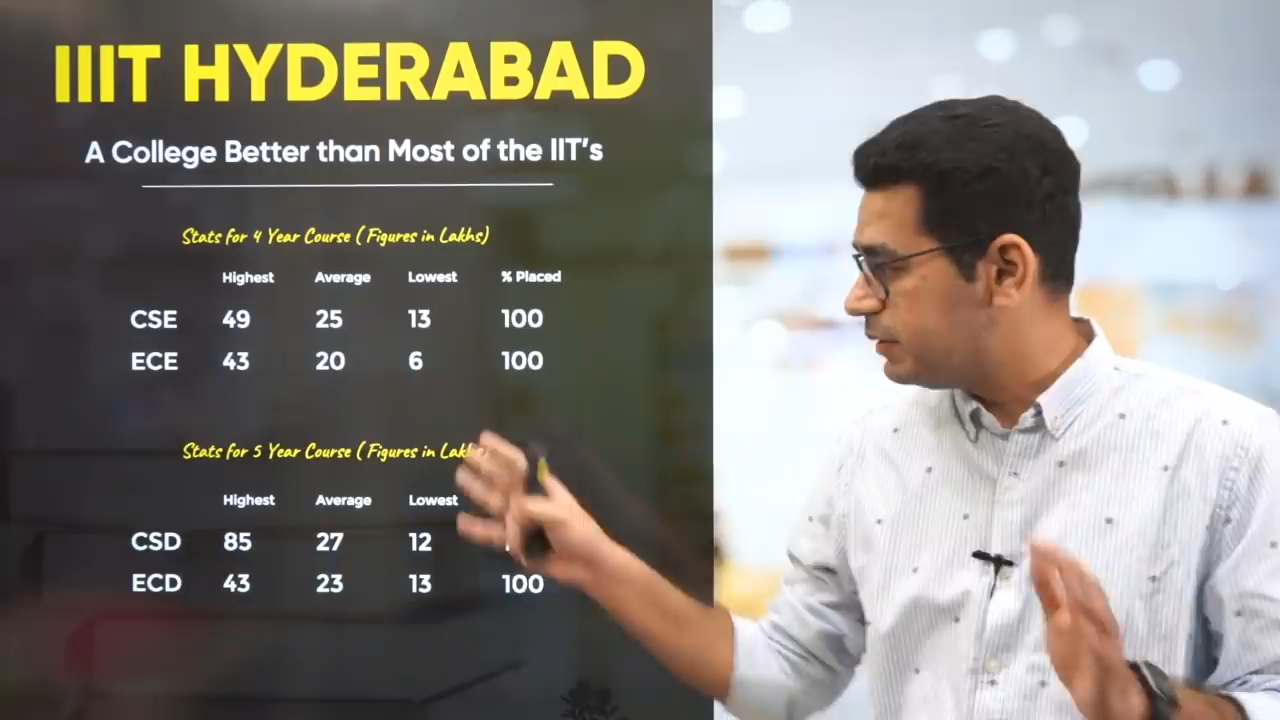 IIIT HYDERABAD
A College Better than Most of the IIT's
Stats for 4 Year Course ( Figures in Lakhs)
Highest Average Lowest % Placed
CSE 49 25 13 100
ECE 43 20 6 100
Stats for 5 Year Course ( Figures in
Highest Average Lowest
CSD 85 27 12
ECD 43 23 13 100